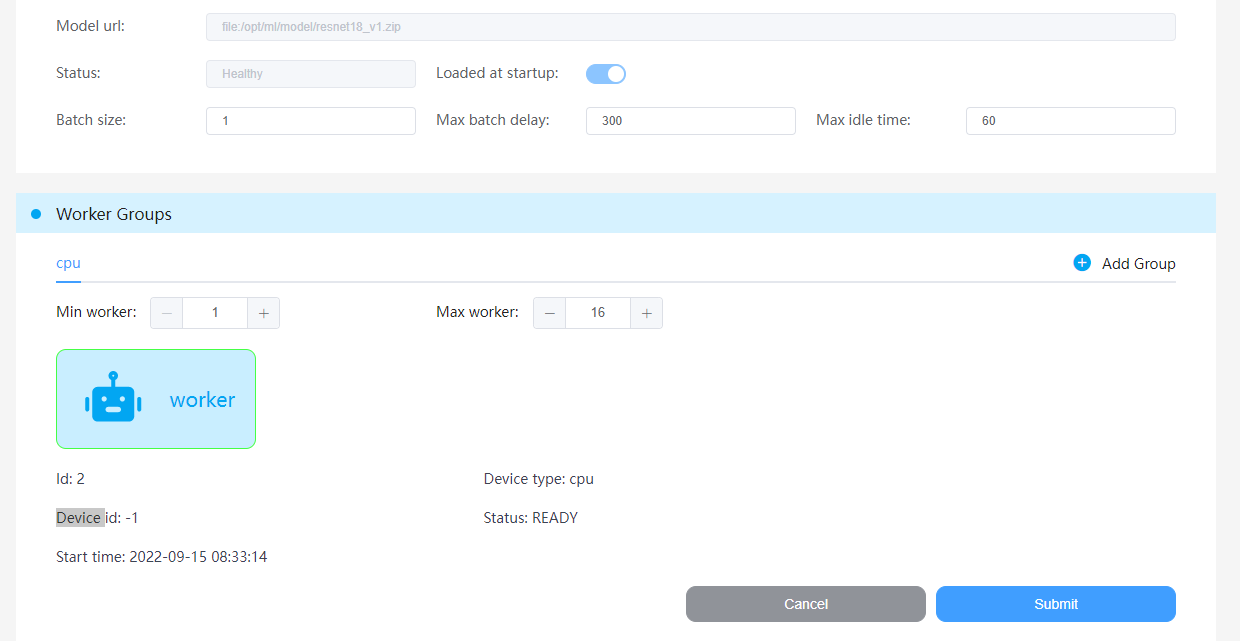 Model url: file:/opt/ml/model/resnet18_v1.zip
Status: Healthy Loaded at startup:
Batch size: 1 Max batch delay: 300 Max idle time: 60
Worker Groups
cpu Add Group
Min worker: − 1 + Max worker: − 16 +
worker
Id: 2 Device type: cpu
Device id: -1 Status: READY
Start time: 2022-09-15 08:33:14
Cancel Submit